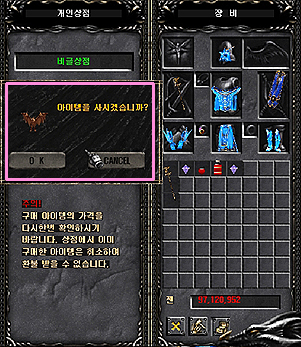 개인상점
장 비
비귤상점
아이템을 사시겠습니까?
O K
CANCEL
주의!
구매 아이템의 가격을
다시한번 확인하시기
바랍니다. 상점에서 이미
구매한 아이템은 취소하여
환불 받을 수 없습니다.
젠
97,120,952